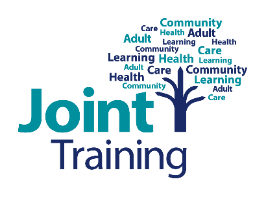 Community
Care Health Adult
Adult Learning Health
Community Care
Learning Health Learning
Adult Care Community
Health Learning
Community Adult
Care
Joint
Training